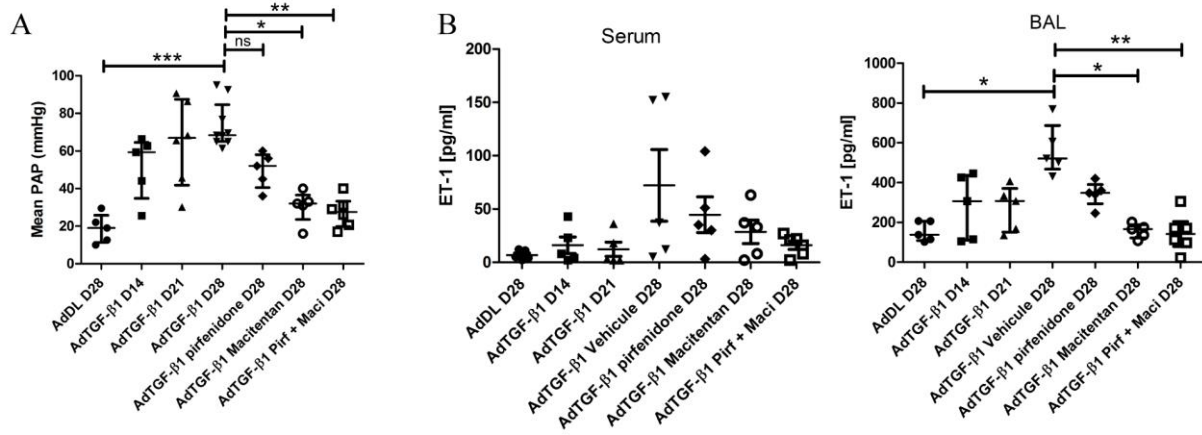 A
***
**
*
ns
Mean PAP (mmHg)
100
80
60
40
20
0
AdDL D28
AdTGF-β1 D14
AdTGF-β1 D21
AdTGF-β1 D28
AdTGF-β1 pirfenidone D28
AdTGF-β1 Macitentan D28
AdTGF-β1 Pirf + Maci D28
B
Serum
ET-1 [pg/ml]
200
150
100
50
0
AdDL D28
AdTGF-β1 D14
AdTGF-β1 D21
AdTGF-β1 Vehicule D28
AdTGF-β1 pirfenidone D28
AdTGF-β1 Macitentan D28
AdTGF-β1 Pirf + Maci D28
BAL
**
*
*
ET-1 [pg/ml]
1000
800
600
400
200
0
AdDL D28
AdTGF-β1 D14
AdTGF-β1 D21
AdTGF-β1 Vehicule D28
AdTGF-β1 pirfenidone D28
AdTGF-β1 Macitentan D28
AdTGF-β1 Pirf + Maci D28